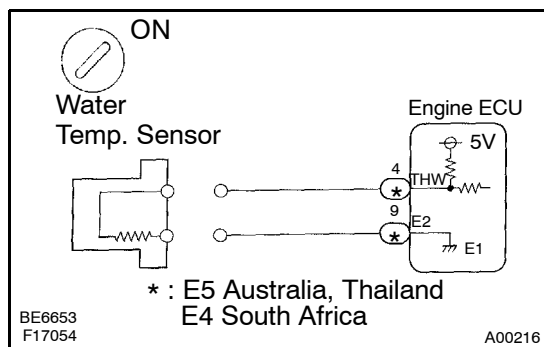 ON
Water
Temp. Sensor
Engine ECU
5V
4
THW
*
9
E2
*
E1
* : E5 Australia, Thailand
E4 South Africa
BE6653
F17054
A00216